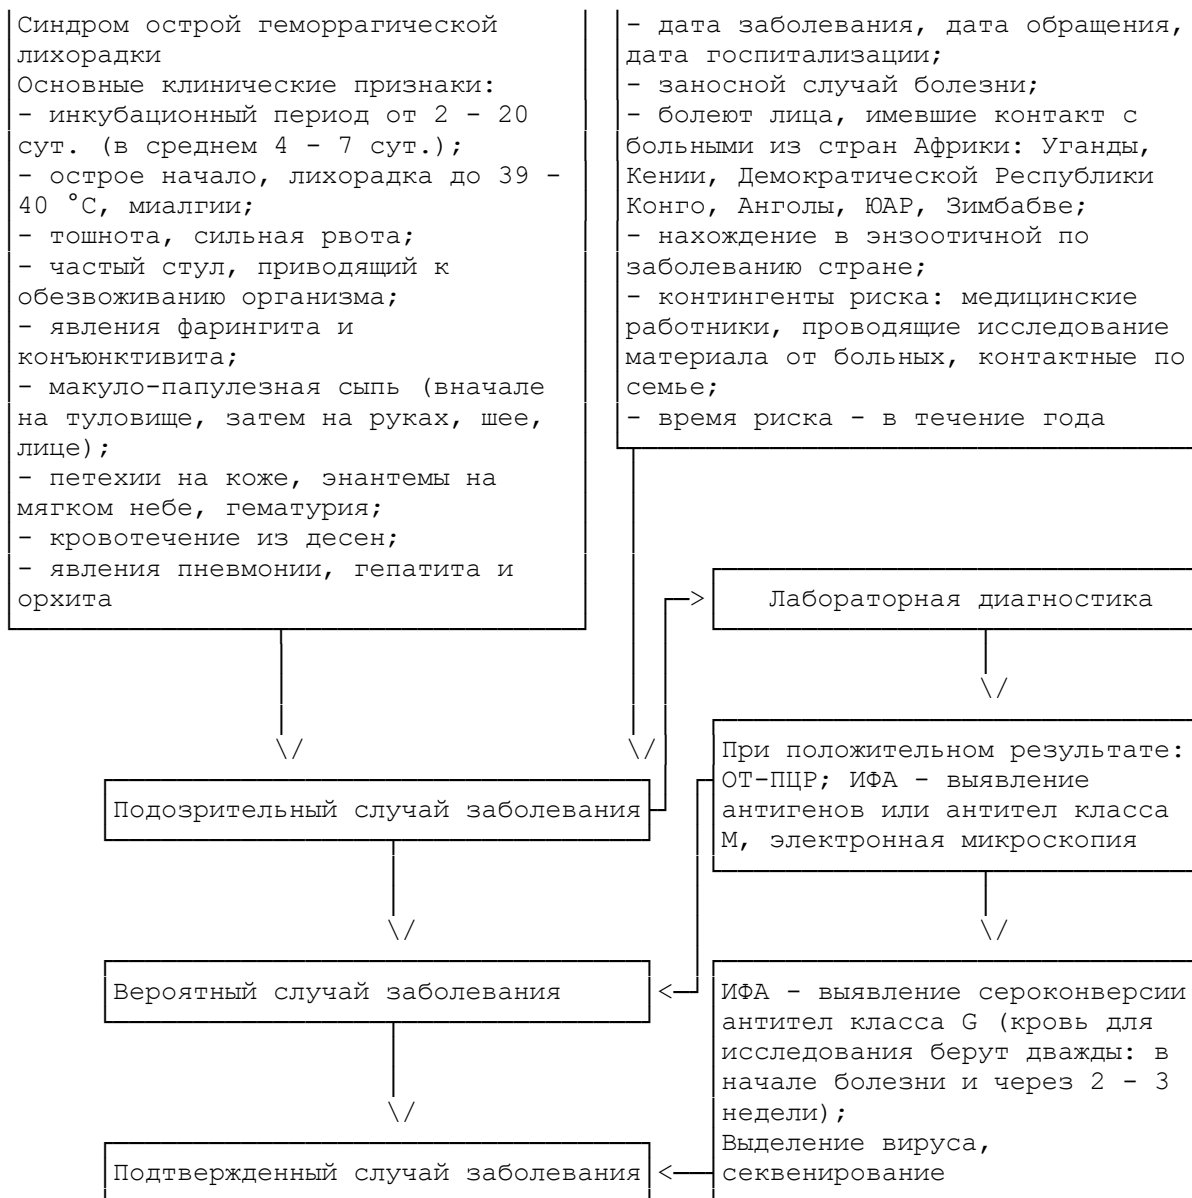 Синдром острой геморрагической
лихорадки
Основные клинические признаки:
- инкубационный период от 2 - 20
сут. (в среднем 4 - 7 сут.);
- острое начало, лихорадка до 39 -
40 °C, миалгии;
- тошнота, сильная рвота;
- частый стул, приводящий к
обезвоживанию организма;
- явления фарингита и
конъюнктивита;
- макуло-папулезная сыпь (вначале
на туловище, затем на руках, шее,
лице);
- петехии на коже, энантемы на
мягком небе, гематурия;
- кровотечение из десен;
- явления пневмонии, гепатита и
орхита
- дата заболевания, дата обращения,
дата госпитализации;
- заносной случай болезни;
- болеют лица, имевшие контакт с
больными из стран Африки: Уганды,
Кении, Демократической Республики
Конго, Анголы, ЮАР, Зимбабве;
- нахождение в энзоотичной по
заболеванию стране;
- контингенты риска: медицинские
работники, проводящие исследование
материала от больных, контактные по
семье;
- время риска - в течение года
Лабораторная диагностика
При положительном результате:
ОТ-ПЦР; ИФА - выявление
антигенов или антител класса
M, электронная микроскопия
Подозрительный случай заболевания
Вероятный случай заболевания
ИФА - выявление сероконверсии
антител класса G (кровь для
исследования берут дважды: в
начале болезни и через 2 - 3
недели);
Выделение вируса,
секвенирование
Подтвержденный случай заболевания